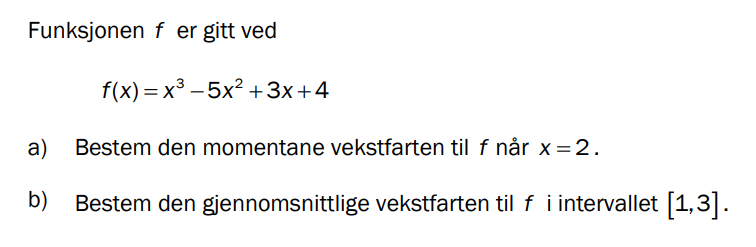 Funksjonen f er gitt ved
f(x) = x³ – 5x² + 3x + 4
a) Bestem den momentane vekstfarten til f når x = 2.
b) Bestem den gjennomsnittlige vekstfarten til f i intervallet [1,3].